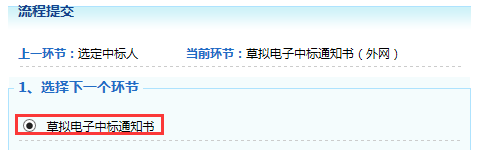 流程提交
上一环节：选定中标人 当前环节：草拟电子中标通知书（外网）
1、选择下一个环节
草拟电子中标通知书